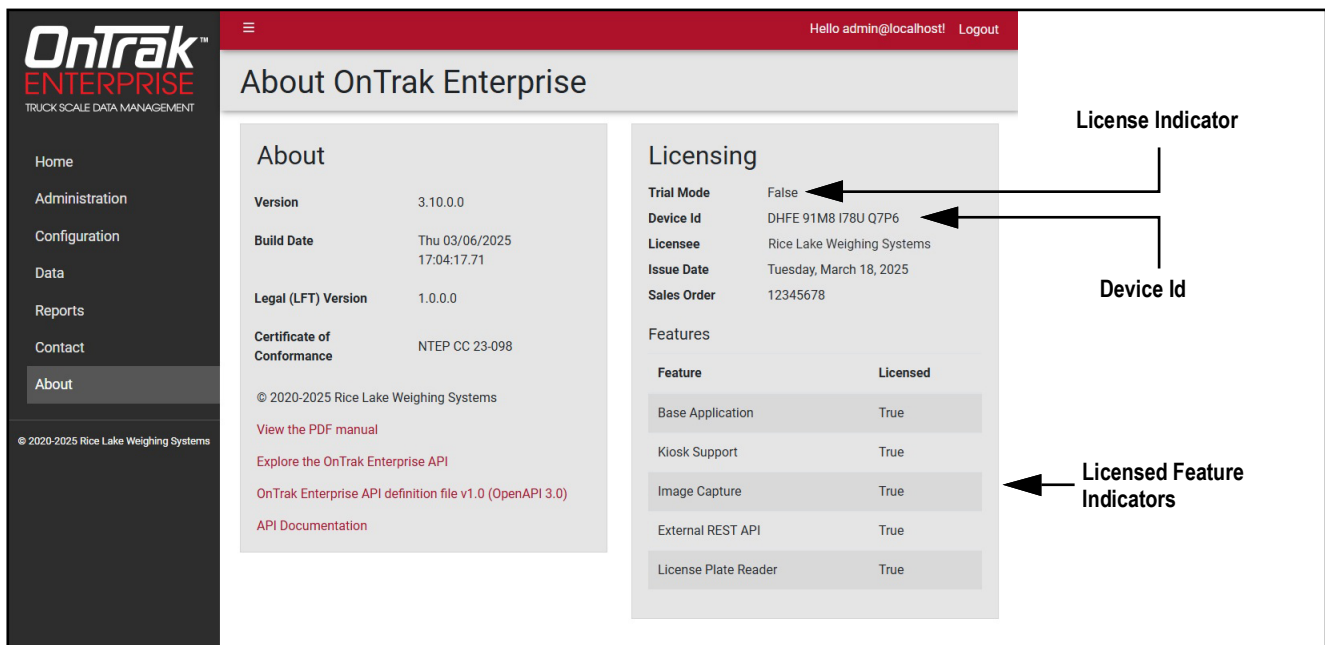 OnTrak™
ENTERPRISE
TRUCK SCALE DATA MANAGEMENT
Home
Administration
Configuration
Data
Reports
Contact
About
© 2020-2025 Rice Lake Weighing Systems
Hello admin@localhost! Logout
About OnTrak Enterprise
About
Version 3.10.0.0
Build Date Thu 03/06/2025
17:04:17.71
Legal (LFT) Version 1.0.0.0
Certificate of
Conformance NTEP CC 23-098
© 2020-2025 Rice Lake Weighing Systems
View the PDF manual
Explore the OnTrak Enterprise API
OnTrak Enterprise API definition file v1.0 (OpenAPI 3.0)
API Documentation
Licensing
Trial Mode False
Device Id DHFE 91M8 I78U Q7P6
Licensee Rice Lake Weighing Systems
Issue Date Tuesday, March 18, 2025
Sales Order 12345678
Features
Feature Licensed
Base Application True
Kiosk Support True
Image Capture True
External REST API True
License Plate Reader True
License Indicator
Device Id
Licensed Feature
Indicators